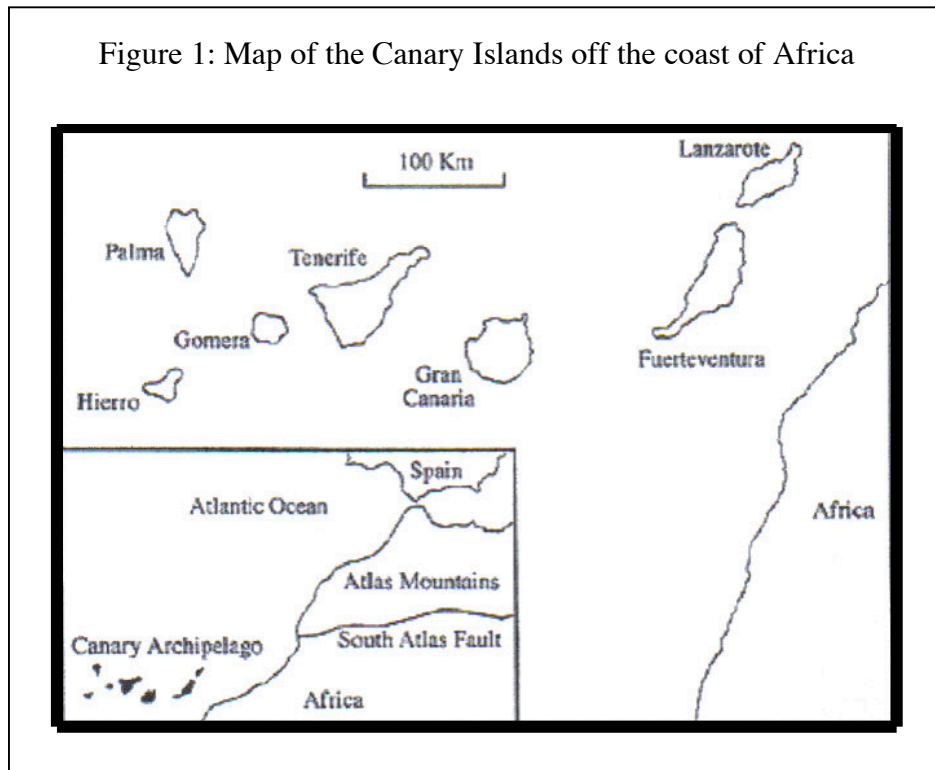 Figure 1: Map of the Canary Islands off the coast of Africa
Lanzarote
100 Km
Palma
Tenerife
Gomera
Fuerteventura
Hierro
Gran
Canaria
Spain
Atlantic Ocean
Africa
Atlas Mountains
South Atlas Fault
Canary Archipelago
Africa